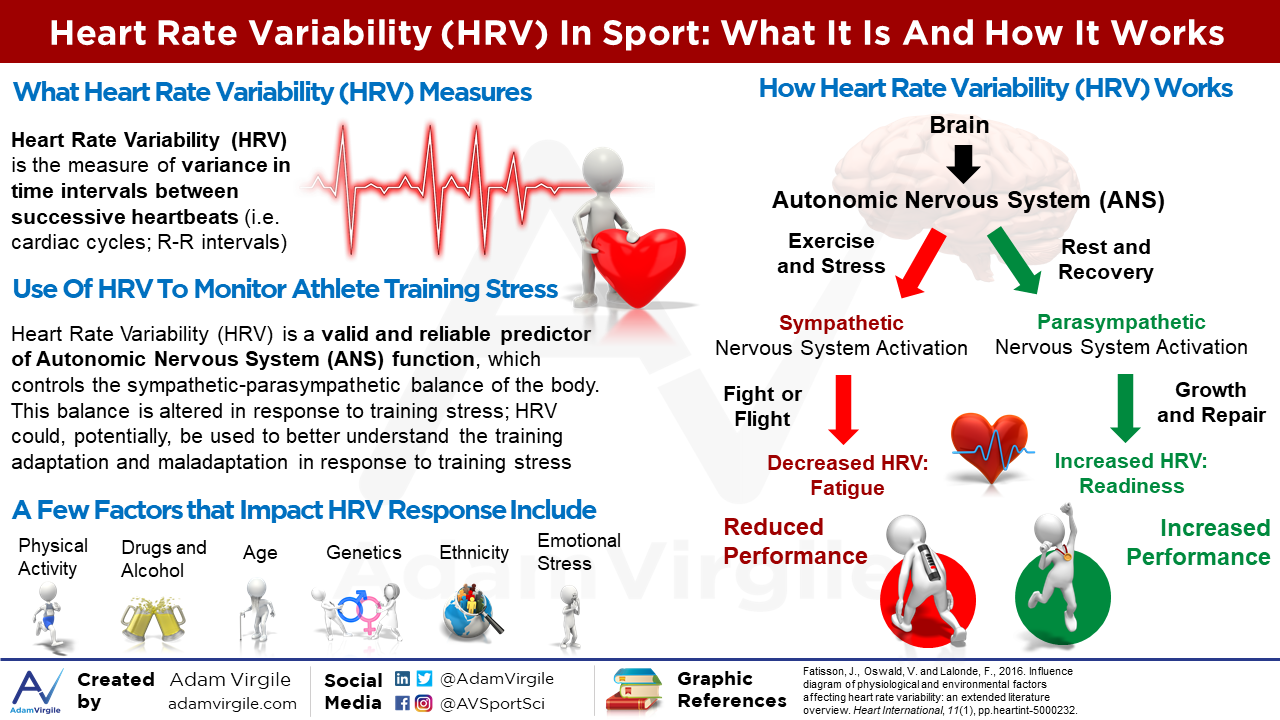 Heart Rate Variability (HRV) In Sport: What It Is And How It Works
What Heart Rate Variability (HRV) Measures
Heart Rate Variability (HRV)
is the measure of variance in
time intervals between
successive heartbeats (i.e.
cardiac cycles; R-R intervals)
Use Of HRV To Monitor Athlete Training Stress
Heart Rate Variability (HRV) is a valid and reliable predictor
of Autonomic Nervous System (ANS) function, which
controls the sympathetic-parasympathetic balance of the body.
This balance is altered in response to training stress; HRV
could, potentially, be used to better understand the training
adaptation and maladaptation in response to training stress
A Few Factors that Impact HRV Response Include
Physical
Activity
Drugs and
Alcohol
Age
Genetics
Ethnicity
Emotional
Stress
How Heart Rate Variability (HRV) Works
Brain
Autonomic Nervous System (ANS)
Exercise
and Stress
Rest and
Recovery
Sympathetic
Nervous System Activation
Parasympathetic
Nervous System Activation
Fight or
Flight
Growth
and Repair
Decreased HRV:
Fatigue
Increased HRV:
Readiness
Reduced
Performance
Increased
Performance
AdamVirgile
AdamVirgile
Created
by
Adam Virgile
adamvirgile.com
Social
Media
@AdamVirgile
@AVSportSci
Graphic
References
Fatisson, J., Oswald, V. and Lalonde, F., 2016. Influence
diagram of physiological and environmental factors
affecting heart rate variability: an extended literature
overview. Heart International, 11(1), pp.heartint-5000232.